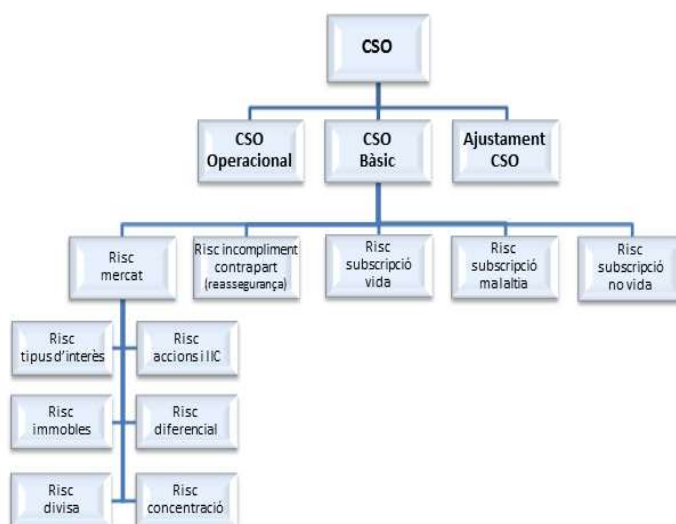 CSO
CSO
Operacional
CSO
Bàsic
Ajustament
CSO
Risc
mercat
Risc incompliment
contrapart
(reassegurança)
Risc
subscripció
vida
Risc
subscripció
malaltia
Risc
subscripció
no vida
Risc
tipus d'interès
Risc
accions i IIC
Risc
immobles
Risc
diferencial
Risc
divisa
Risc
concentració